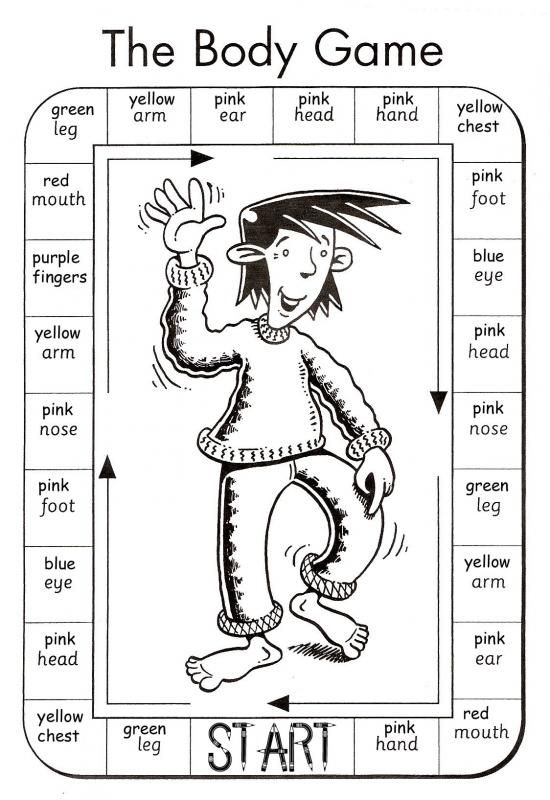 The Body Game
green
leg
yellow
arm
pink
ear
pink
head
pink
hand
yellow
chest
red
mouth
pink
foot
purple
fingers
blue
eye
yellow
arm
pink
head
pink
nose
pink
nose
pink
foot
green
leg
blue
eye
yellow
arm
pink
head
pink
ear
yellow
chest
green
leg
START
pink
hand
red
mouth